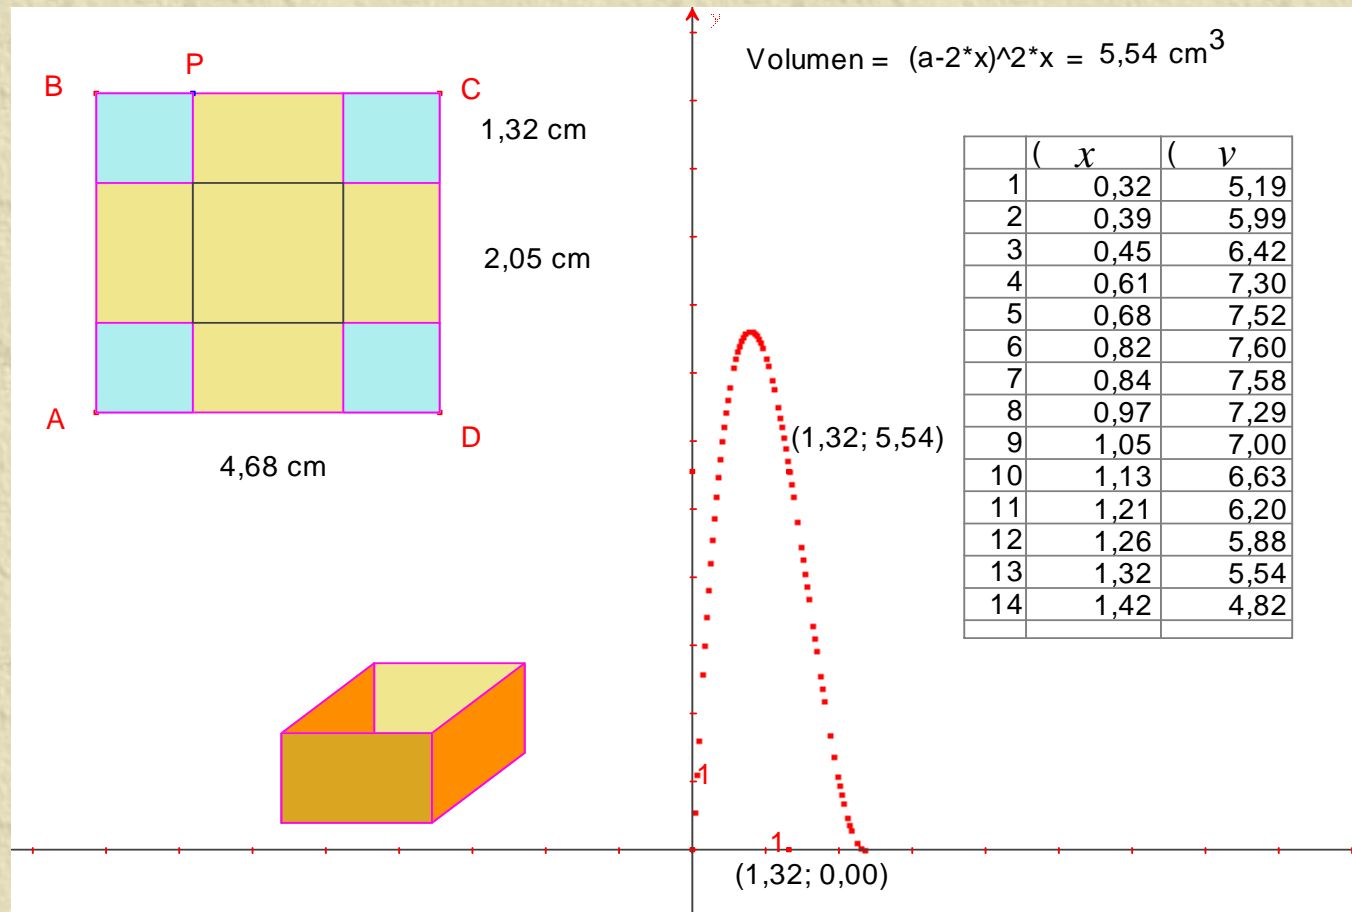 y
Volumen = (a-2*x)^2*x = 5,54 cm3
B
P
C
1,32 cm
2,05 cm
A
D
4,68 cm
(1,32; 5,54)
1
1
(1,32; 0,00)
( x ( v
1 0,32 5,19
2 0,39 5,99
3 0,45 6,42
4 0,61 7,30
5 0,68 7,52
6 0,82 7,60
7 0,84 7,58
8 0,97 7,29
9 1,05 7,00
10 1,13 6,63
11 1,21 6,20
12 1,26 5,88
13 1,32 5,54
14 1,42 4,82